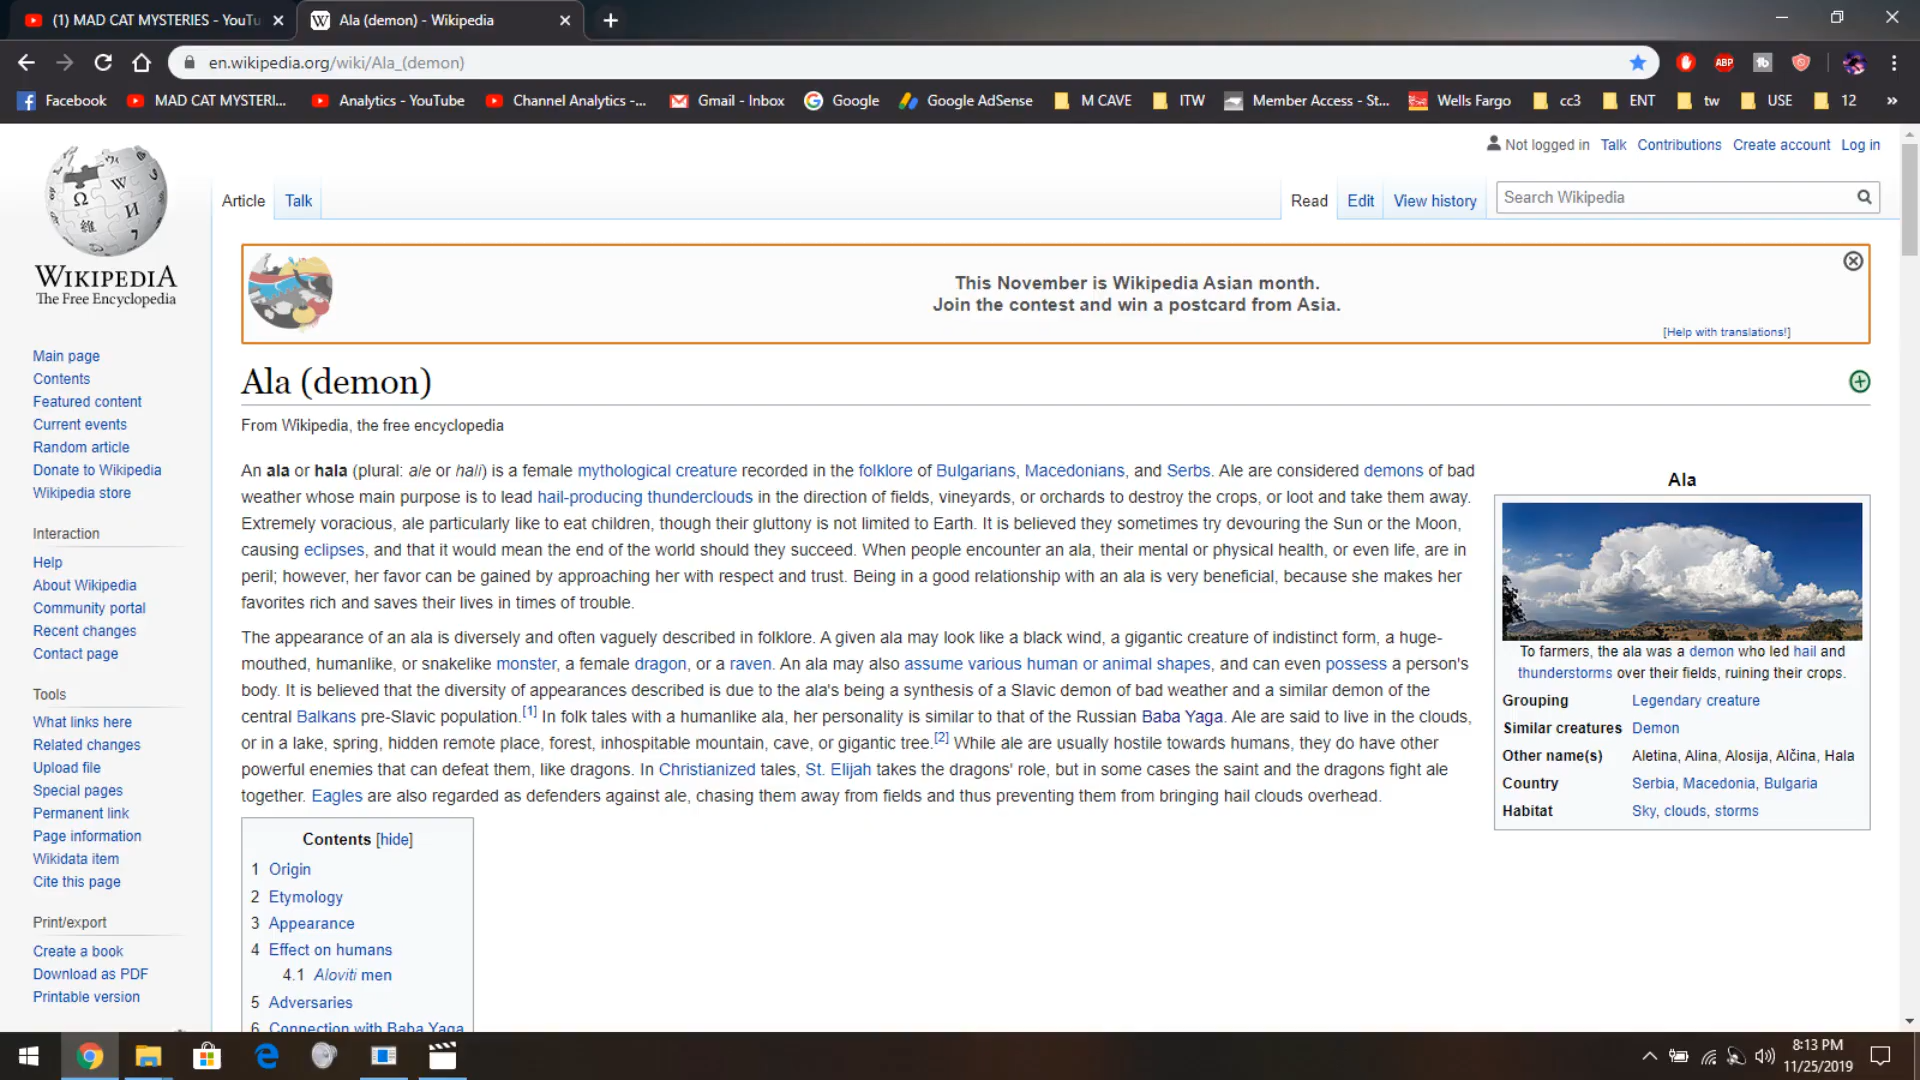 (1) MAD CAT MYSTERIES - YouTu
Ala (demon) - Wikipedia
en.wikipedia.org/wiki/Ala_(demon)
ABP
Facebook
MAD CAT MYSTERI...
Analytics - YouTube
Channel Analytics -...
Gmail - Inbox
Google
Google AdSense
M CAVE
ITW
Member Access - St...
Wells Fargo
cc3
ENT
tw
USE
12
»
Not logged in Talk Contributions Create account Log in
WIKIPEDIA
The Free Encyclopedia
Article Talk
Read Edit View history
Search Wikipedia
This November is Wikipedia Asian month.
Join the contest and win a postcard from Asia.
[Help with translations!]
Main page
Contents
Featured content
Current events
Random article
Donate to Wikipedia
Wikipedia store
Interaction
Help
About Wikipedia
Community portal
Recent changes
Contact page
Tools
What links here
Related changes
Upload file
Special pages
Permanent link
Page information
Wikidata item
Cite this page
Print/export
Create a book
Download as PDF
Printable version
Ala (demon)
From Wikipedia, the free encyclopedia
An ala or hala (plural: ale or hali) is a female mythological creature recorded in the folklore of Bulgarians, Macedonians, and Serbs. Ale are considered demons of bad
weather whose main purpose is to lead hail-producing thunderclouds in the direction of fields, vineyards, or orchards to destroy the crops, or loot and take them away.
Extremely voracious, ale particularly like to eat children, though their gluttony is not limited to Earth. It is believed they sometimes try devouring the Sun or the Moon,
causing eclipses, and that it would mean the end of the world should they succeed. When people encounter an ala, their mental or physical health, or even life, are in
peril; however, her favor can be gained by approaching her with respect and trust. Being in a good relationship with an ala is very beneficial, because she makes her
favorites rich and saves their lives in times of trouble.
The appearance of an ala is diversely and often vaguely described in folklore. A given ala may look like a black wind, a gigantic creature of indistinct form, a huge-
mouthed, humanlike, or snakelike monster, a female dragon, or a raven. An ala may also assume various human or animal shapes, and can even possess a person's
body. It is believed that the diversity of appearances described is due to the ala's being a synthesis of a Slavic demon of bad weather and a similar demon of the
central Balkans pre-Slavic population.[1] In folk tales with a humanlike ala, her personality is similar to that of the Russian Baba Yaga. Ale are said to live in the clouds,
or in a lake, spring, hidden remote place, forest, inhospitable mountain, cave, or gigantic tree.[2] While ale are usually hostile towards humans, they do have other
powerful enemies that can defeat them, like dragons. In Christianized tales, St. Elijah takes the dragons' role, but in some cases the saint and the dragons fight ale
together. Eagles are also regarded as defenders against ale, chasing them away from fields and thus preventing them from bringing hail clouds overhead.
Ala
To farmers, the ala was a demon who led hail and
thunderstorms over their fields, ruining their crops.
Grouping Legendary creature
Similar creatures Demon
Other name(s) Aletina, Alina, Alosija, Alčina, Hala
Country Serbia, Macedonia, Bulgaria
Habitat Sky, clouds, storms
Contents [hide]
1 Origin
2 Etymology
3 Appearance
4 Effect on humans
4.1 Aloviti men
5 Adversaries
6 Connection with Baba Yaga
8:13 PM
11/25/2019